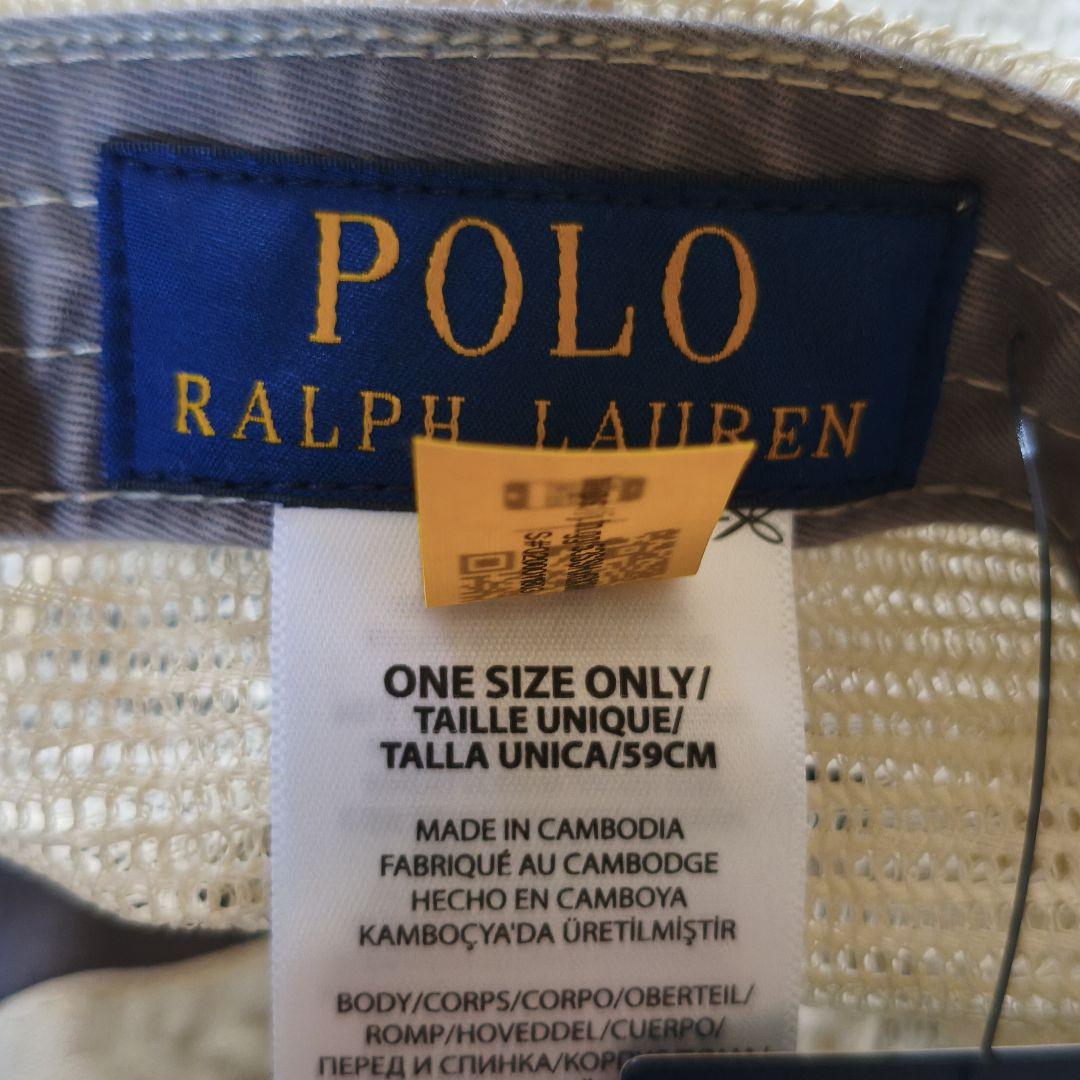 POLO
RALPH LAUREN
ONE SIZE ONLY/
TAILLE UNIQUE/
TALLA UNICA/59CM
MADE IN CAMBODIA
FABRIQUÉ AU CAMBODGE
HECHO EN CAMBOYA
KAMBOÇYA'DA ÜRETİLMİŞTİR
BODY/CORPS/CORPO/OBERTEIL/
ROMP/HOVEDDEL/CUERPO/
ПЕРЕД И СПИНКА/